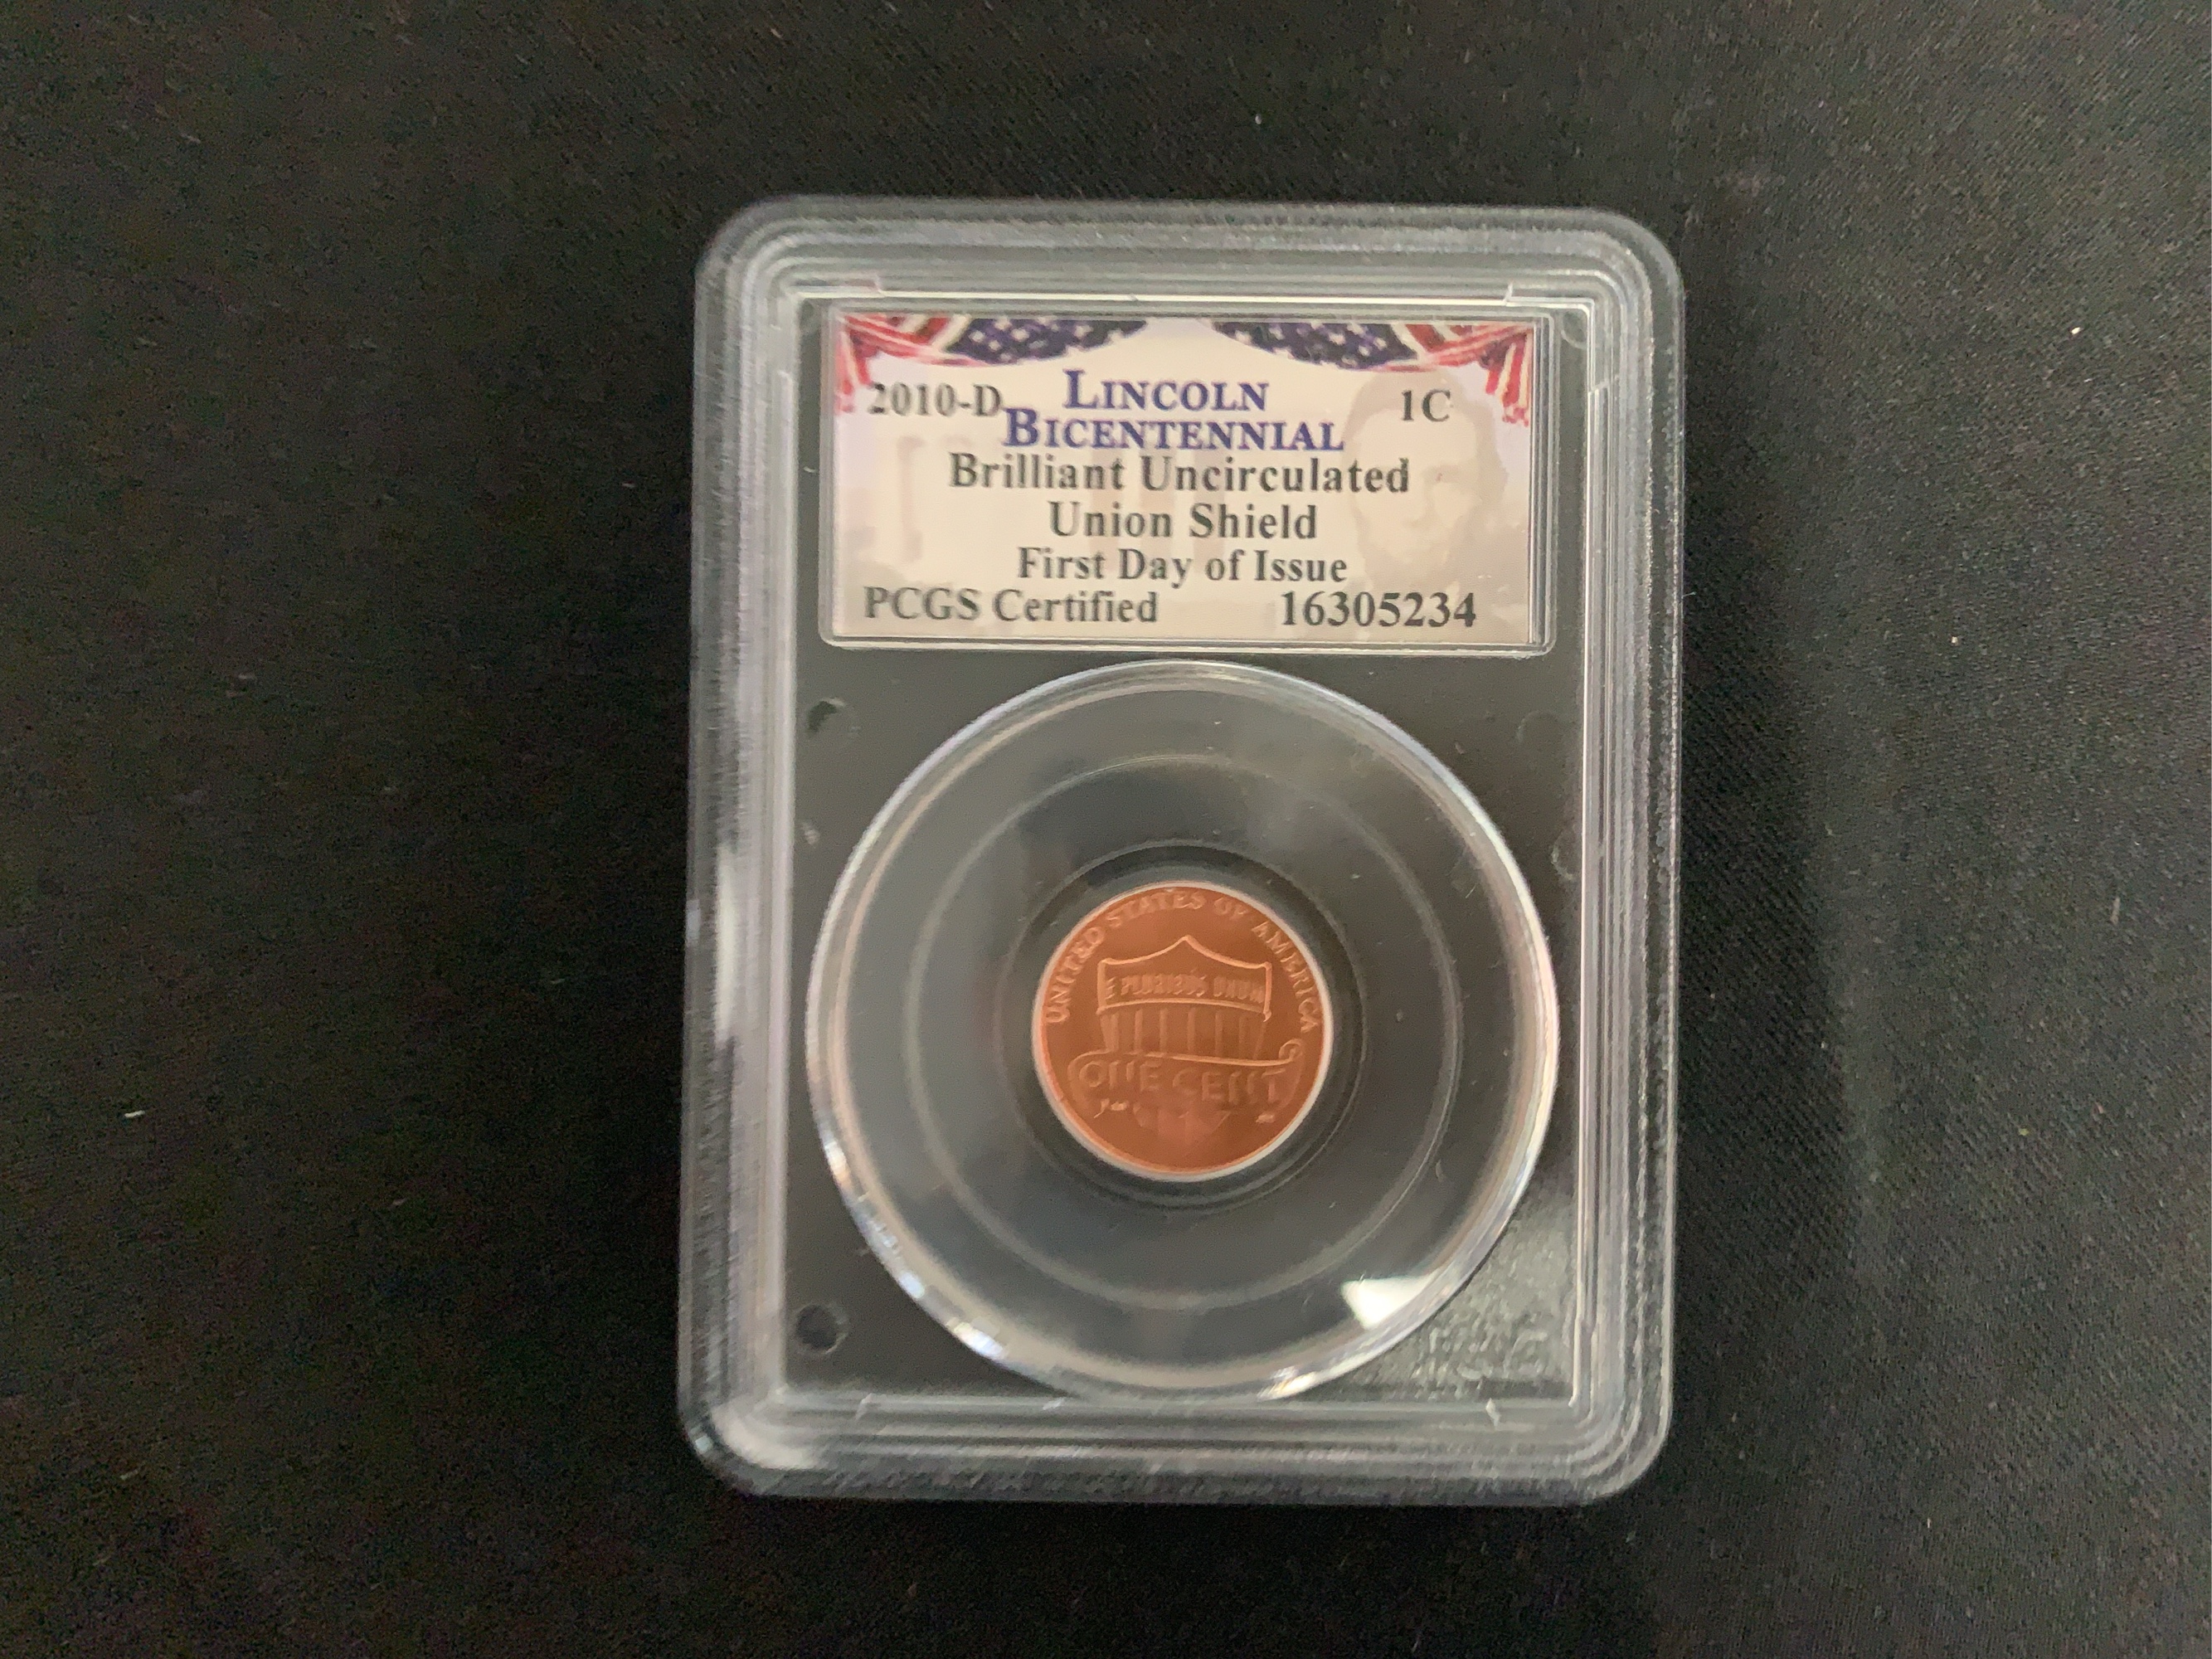 2010-D LINCOLN 1C
BICENTENNIAL
Brilliant Uncirculated
Union Shield
First Day of Issue
PCGS Certified 16305234
UNITED STATES OF AMERICA
E PLURIBUS UNUM
ONE CENT